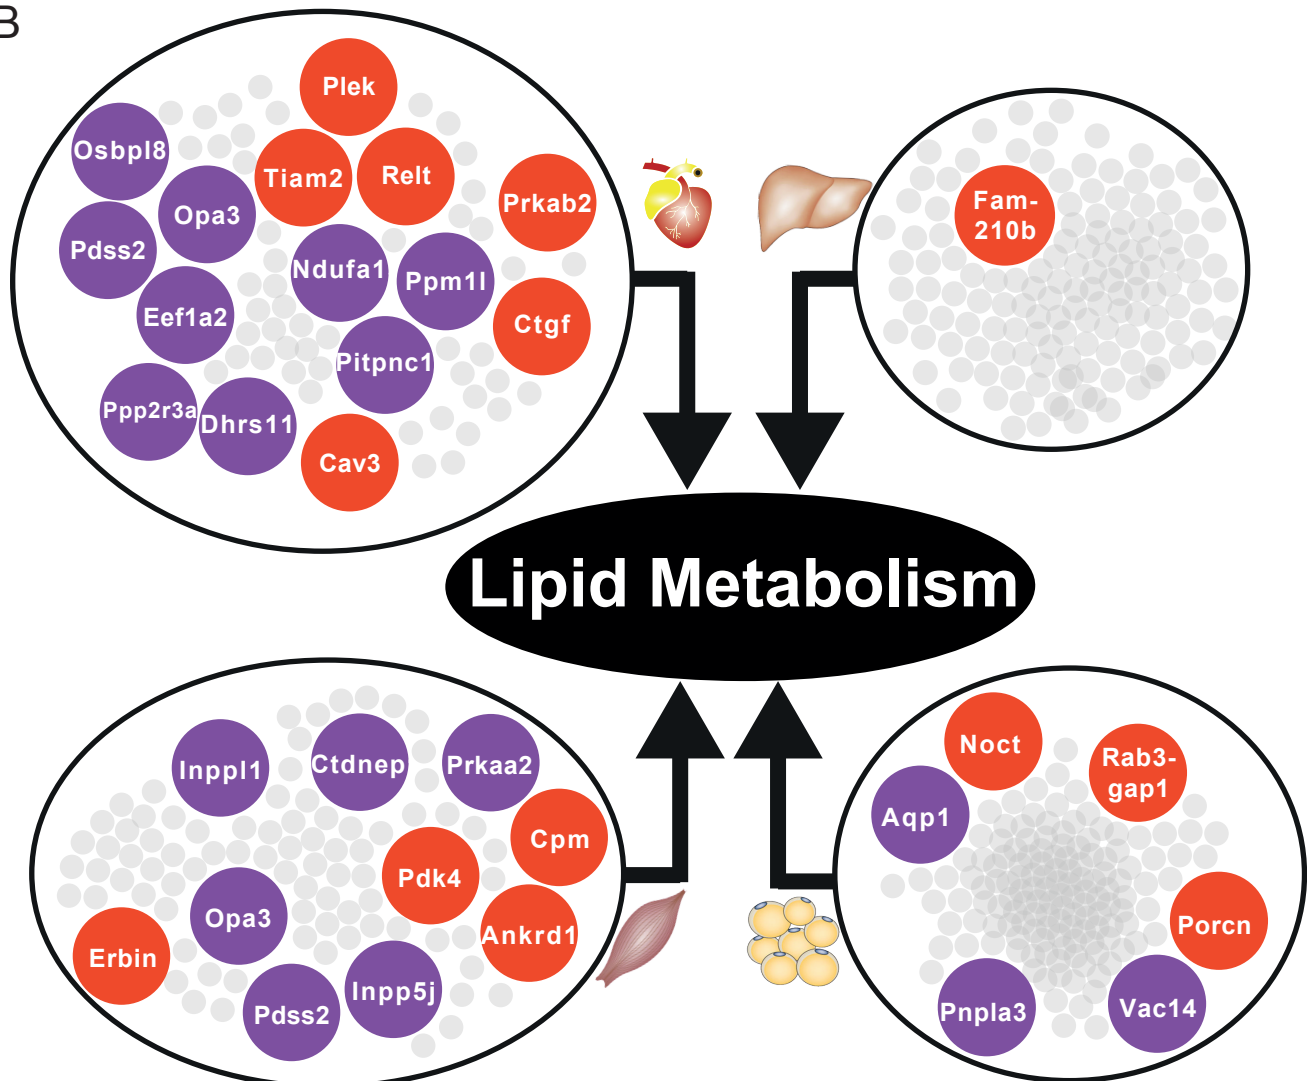 B
Plek
Osbpl8
Tiam2
Relt
Prkab2
Opa3
Pdss2
Ndufa1
Ppm1l
Eef1a2
Ctgf
Pitpnc1
Ppp2r3a
Dhrs11
Cav3
Fam-
210b
Lipid Metabolism
Inppl1
Ctdnep
Prkaa2
Cpm
Pdk4
Opa3
Ankrd1
Erbin
Inpp5j
Pdss2
Noct
Rab3-
gap1
Aqp1
Porcn
Pnpla3
Vac14